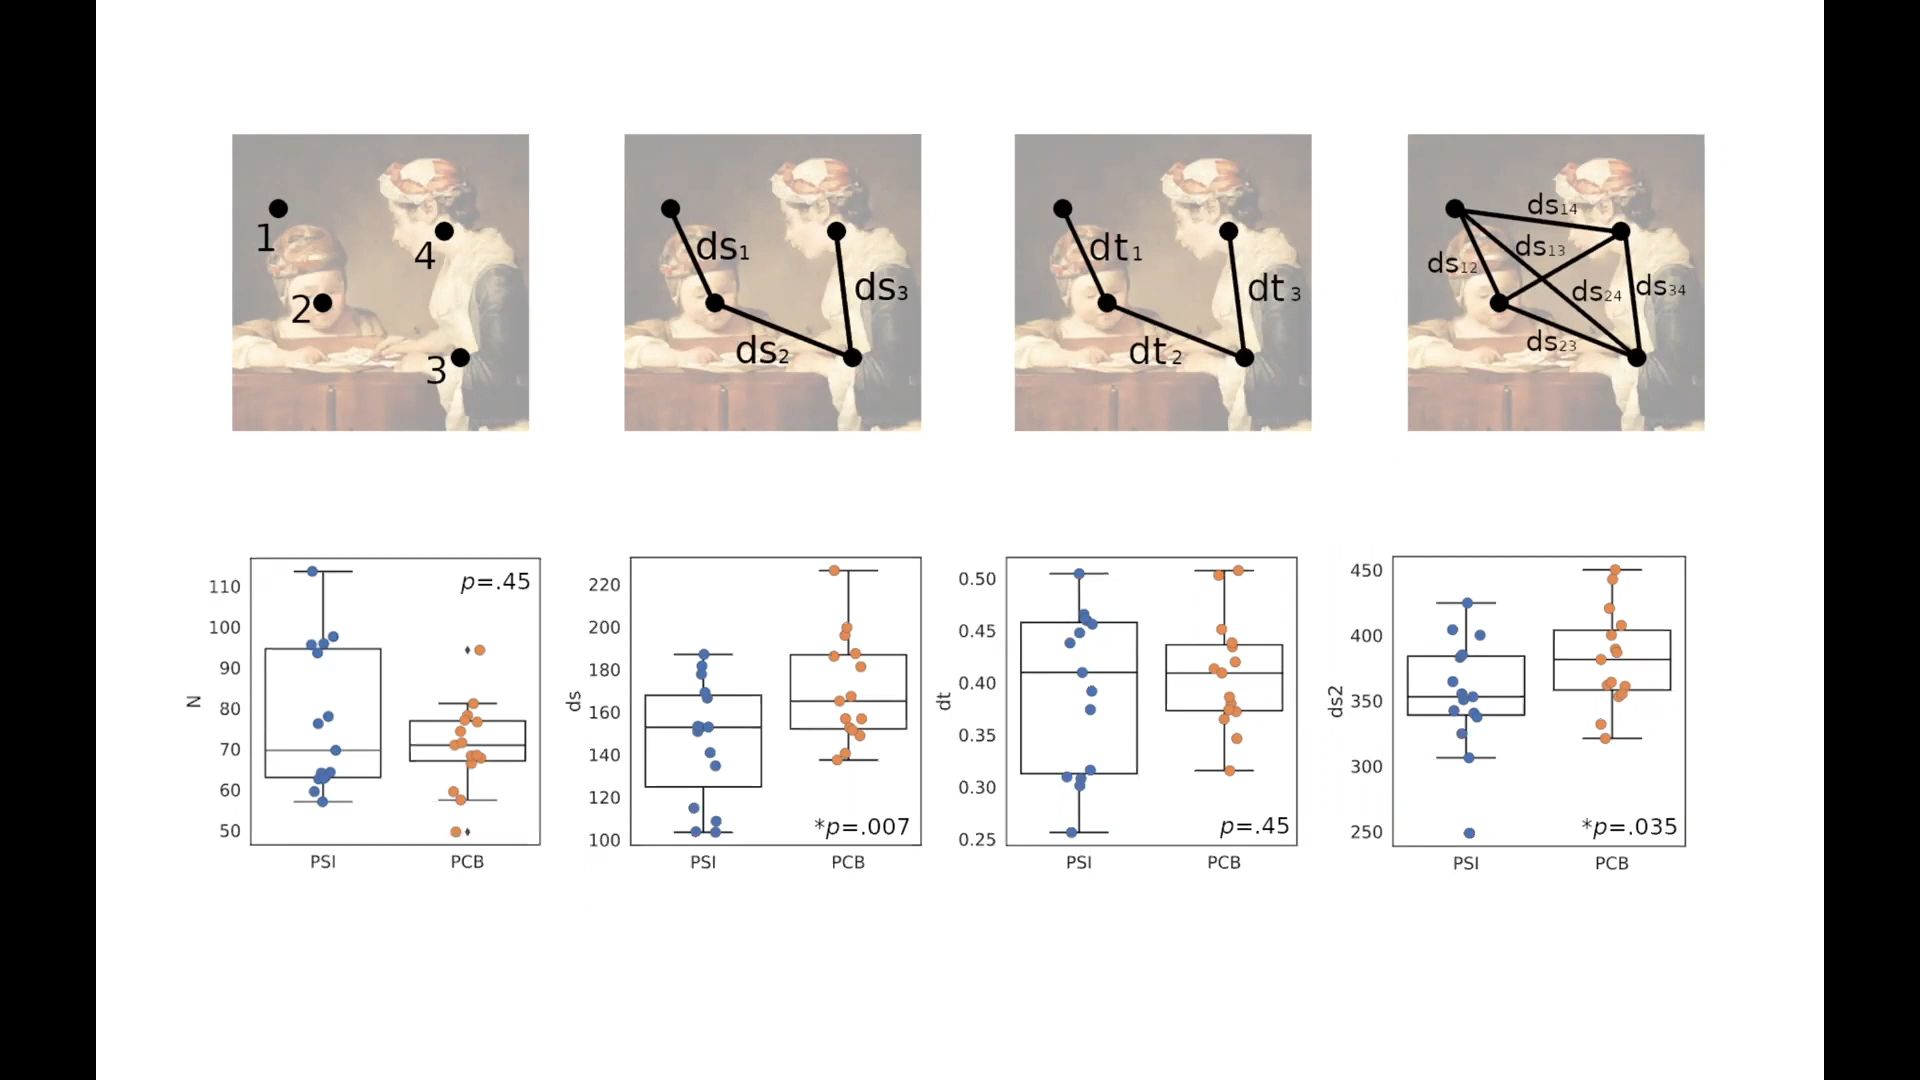 1
2
3
4
ds1
ds2
ds3
dt1
dt2
dt3
ds14
ds13
ds12
ds24
ds34
ds23
N
110
100
90
80
70
60
50
p=.45
PSI
PCB
ds
220
200
180
160
140
120
100
*p=.007
PSI
PCB
dt
0.50
0.45
0.40
0.35
0.30
0.25
p=.45
PSI
PCB
ds2
450
400
350
300
250
*p=.035
PSI
PCB